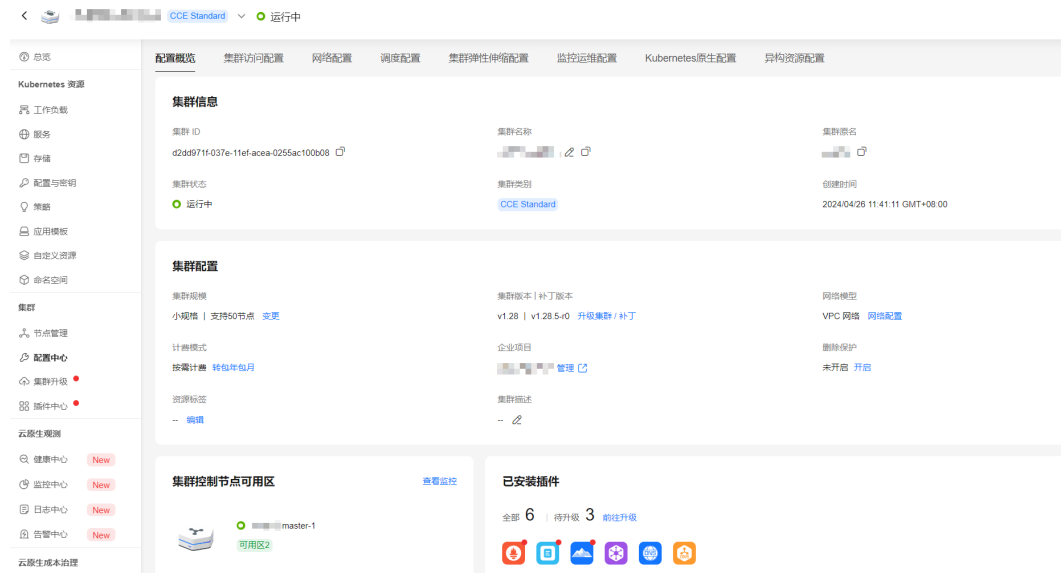 CCE Standard 运行中
总览
Kubernetes 资源
工作负载
服务
存储
配置与密钥
策略
应用模板
自定义资源
命名空间
集群
节点管理
配置中心
集群升级
插件中心
云原生观测
健康中心 New
监控中心 New
日志中心 New
告警中心 New
云原生成本治理
配置概览 集群访问配置 网络配置 调度配置 集群弹性伸缩配置 监控运维配置 Kubernetes原生配置 异构资源配置
集群信息
集群 ID 集群名称 集群原名
d2dd971f-037e-11ef-acea-0255ac100b08
集群状态 集群类别 创建时间
运行中 CCE Standard 2024/04/26 11:41:11 GMT+08:00
集群配置
集群规模 集群版本 | 补丁版本 网络模型
小规格 | 支持50节点 变更 v1.28 | v1.28.5-r0 升级集群 / 补丁 VPC 网络 网络配置
计费模式 企业项目 删除保护
按需计费 转包年包月 管理 未开启 开启
资源标签 集群描述
-- 编辑 --
集群控制节点可用区 查看监控
master-1
可用区2
已安装插件
全部 6 | 待升级 3 前往升级